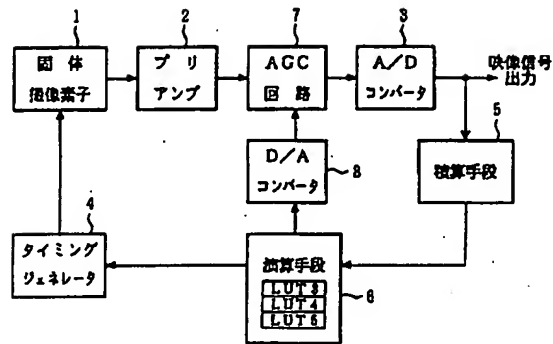 1
固体
撮像素子
2
プリ
アンプ
7
AGC
回路
3
A/D
コンバータ
映像信号
出力
5
積算手段
D/A
コンバータ
8
4
タイミング
ジェネレータ
演算手段
LUT3
LUT4
LUT5
6